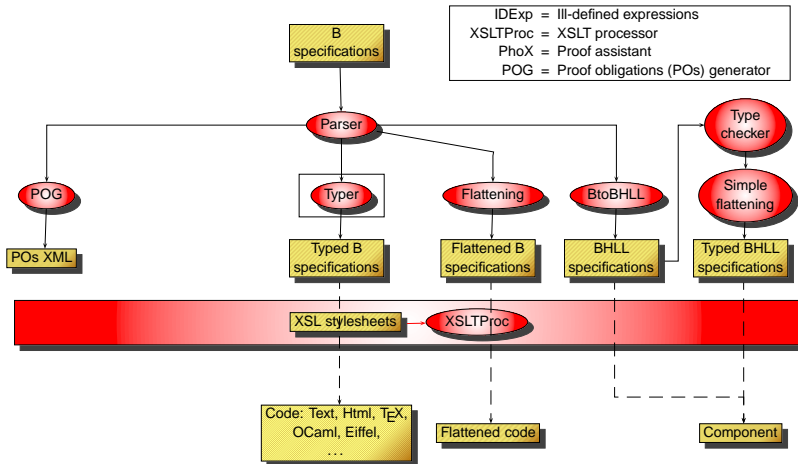 B
specifications
IDExp = Ill-defined expressions
XSLTProc = XSLT processor
PhoX = Proof assistant
POG = Proof obligations (POs) generator
Parser
Type
checker
POG
Typer
Flattening
BtoBHLL
Simple
flattening
POs XML
Typed B
specifications
Flattened B
specifications
BHLL
specifications
Typed BHLL
specifications
XSL stylesheets
XSLTProc
Code: Text, Html, TEX,
OCaml, Eiffel,
...
Flattened code
Component